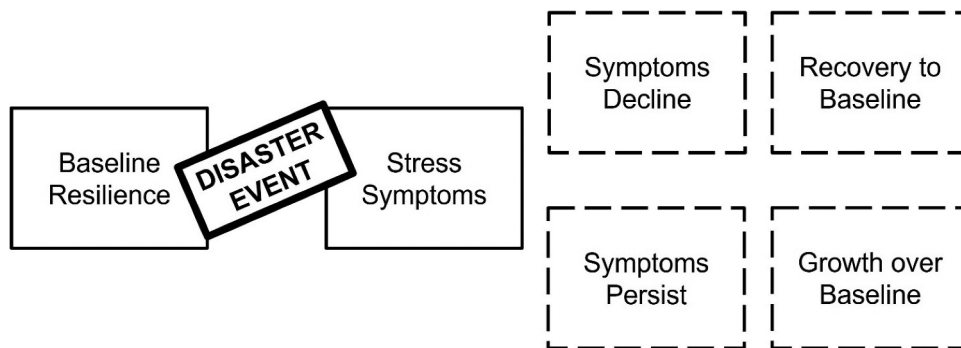 Baseline
Resilience
DISASTER
EVENT
Stress
Symptoms
Symptoms
Decline
Recovery to
Baseline
Symptoms
Persist
Growth over
Baseline